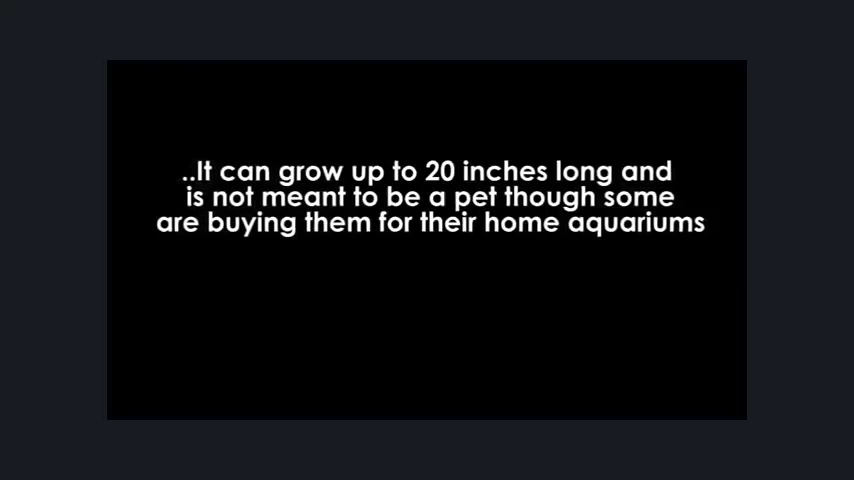 ..It can grow up to 20 inches long and
is not meant to be a pet though some
are buying them for their home aquariums